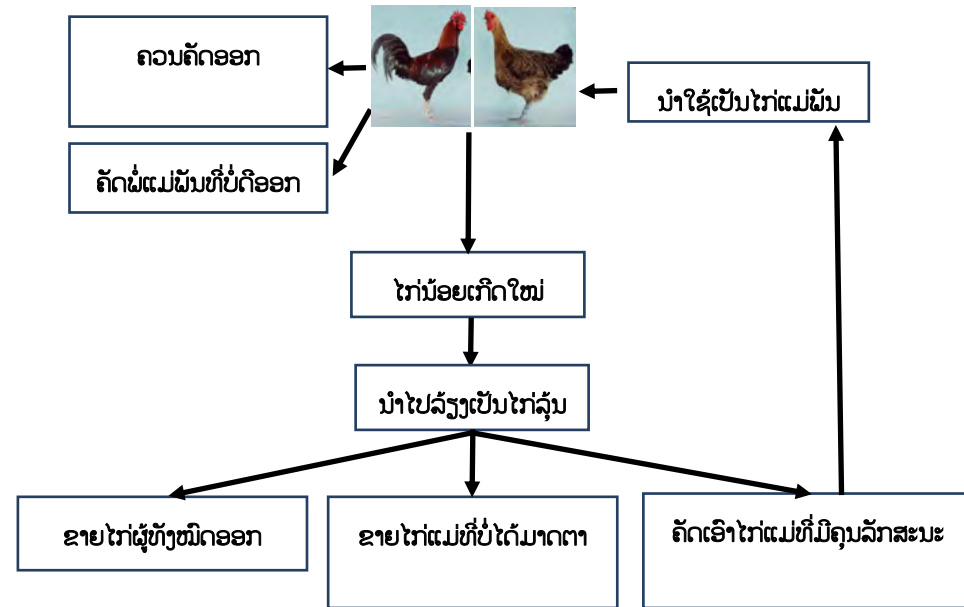 ຄວນຄັດອອກ
ນຳໃຊ້ເປັນໄກ່ແມ່ພັນ
ຄັດພໍ່ແມ່ພັນທີ່ບໍ່ດີອອກ
ໄກ່ນ້ອຍເກີດໃໝ່
ນຳໄປລ້ຽງເປັນໄກ່ລຸ້ນ
ຂາຍໄກ່ຜູ້ທັງໝົດອອກ
ຂາຍໄກ່ແມ່ທີ່ບໍ່ໄດ້ມາດຕາ
ຄັດເອົາໄກ່ແມ່ທີ່ມີຄຸນລັກສະນະ